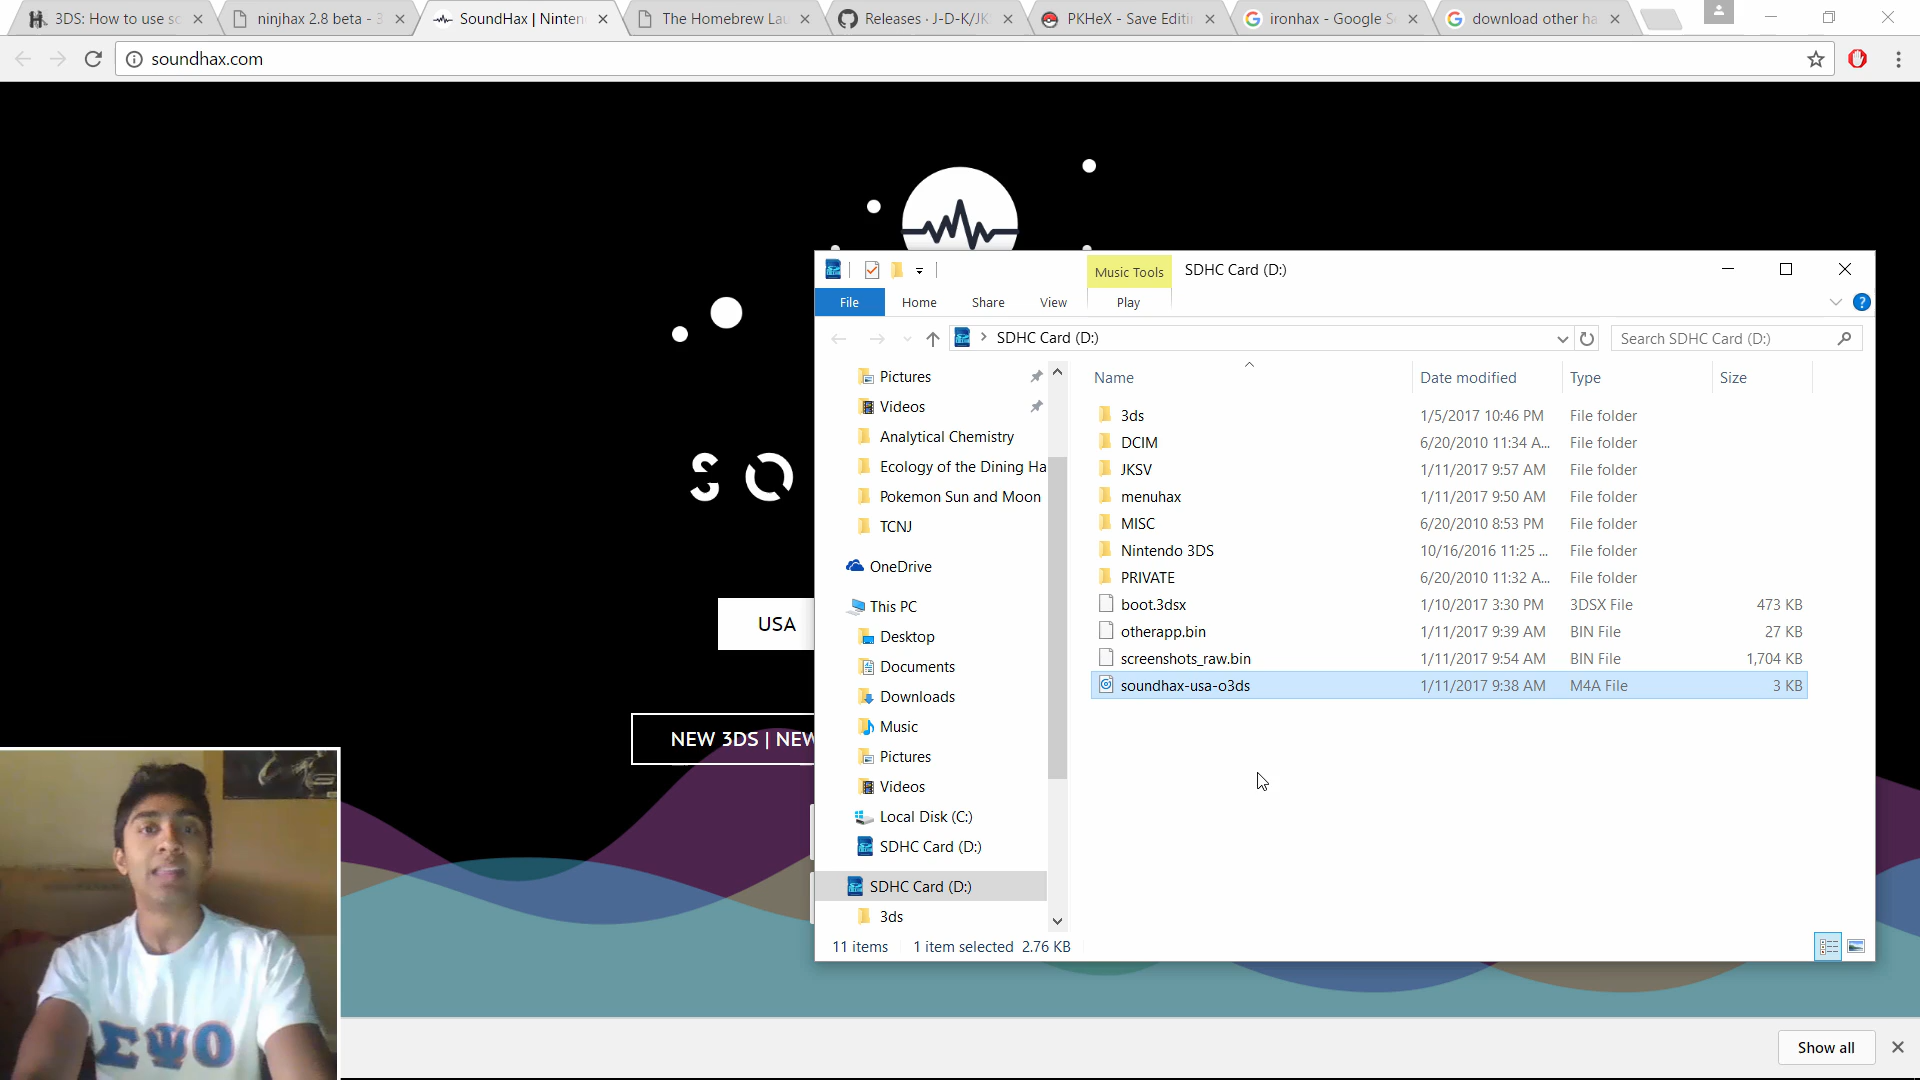 3DS: How to use so
ninjhax 2.8 beta - 3
SoundHax | Ninten
The Homebrew Lau
Releases · J-D-K/JK
PKHeX - Save Editi
ironhax - Google S
download other ha
soundhax.com
SO
USA
NEW 3DS | NEW
Music Tools
SDHC Card (D:)
File
Home
Share
View
Play
SDHC Card (D:)
Search SDHC Card (D:)
Pictures
Videos
Analytical Chemistry
Ecology of the Dining Ha
Pokemon Sun and Moon
TCNJ
OneDrive
This PC
Desktop
Documents
Downloads
Music
Pictures
Videos
Local Disk (C:)
SDHC Card (D:)
SDHC Card (D:)
3ds
Name Date modified Type Size
3ds 1/5/2017 10:46 PM File folder
DCIM 6/20/2010 11:34 A... File folder
JKSV 1/11/2017 9:57 AM File folder
menuhax 1/11/2017 9:50 AM File folder
MISC 6/20/2010 8:53 PM File folder
Nintendo 3DS 10/16/2016 11:25 ... File folder
PRIVATE 6/20/2010 11:32 A... File folder
boot.3dsx 1/10/2017 3:30 PM 3DSX File 473 KB
otherapp.bin 1/11/2017 9:39 AM BIN File 27 KB
screenshots_raw.bin 1/11/2017 9:54 AM BIN File 1,704 KB
soundhax-usa-o3ds 1/11/2017 9:38 AM M4A File 3 KB
11 items 1 item selected 2.76 KB
ΣΨΟ
Show all